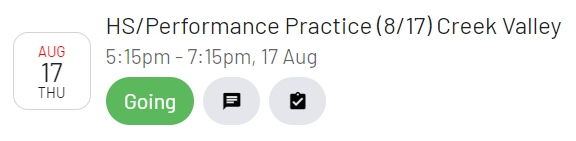 AUG
17
THU
HS/Performance Practice (8/17) Creek Valley
5:15pm - 7:15pm, 17 Aug
Going